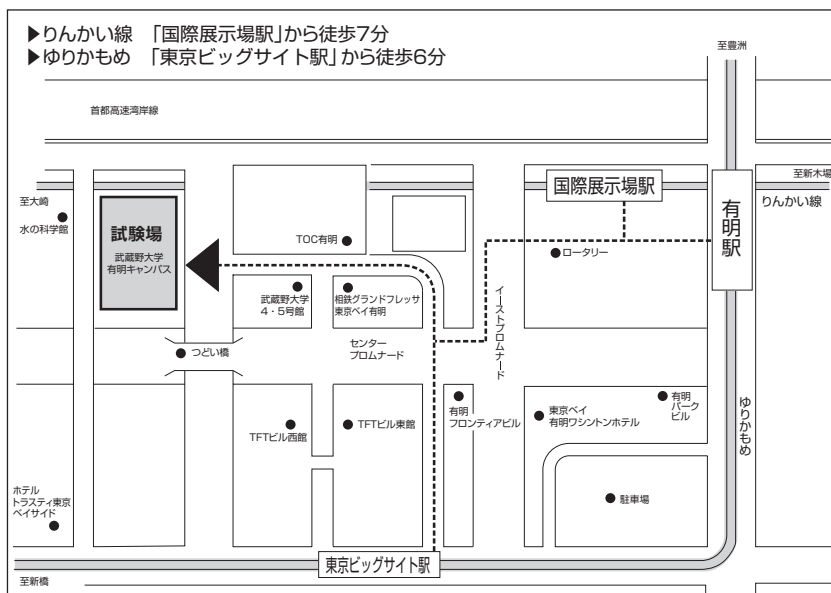 ▶りんかい線 「国際展示場駅」から徒歩7分
▶ゆりかもめ 「東京ビッグサイト駅」から徒歩6分
至豊洲
首都高速湾岸線
至新木場
りんかい線
国際展示場駅
有明駅
至大崎
水の科学館
試験場
武蔵野大学
有明キャンパス
TOC有明
ロータリー
武蔵野大学
4・5号館
相鉄グランドフレッサ
東京ベイ有明
イーストプロムナード
つどい橋
センター
プロムナード
TFTビル西館
TFTビル東館
有明
フロンティアビル
東京ベイ
有明ワシントンホテル
有明
パーク
ビル
ゆりかもめ
ホテル
トラスティ東京
ベイサイド
駐車場
東京ビッグサイト駅
至新橋